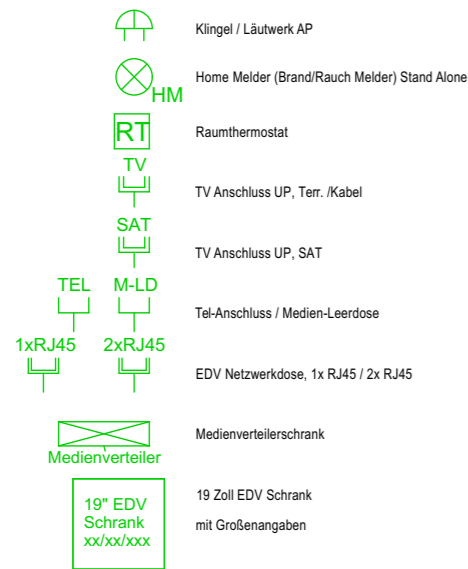 Klingel / Läutwerk AP
HM
Home Melder (Brand/Rauch Melder) Stand Alone
RT
Raumthermostat
TV
TV Anschluss UP, Terr. /Kabel
SAT
TV Anschluss UP, SAT
TEL M-LD
Tel-Anschluss / Medien-Leerdose
1xRJ45 2xRJ45
EDV Netzwerkdose, 1x RJ45 / 2x RJ45
Medienverteilerschrank
Medienverteiler
19" EDV
Schrank
xx/xx/xxx
19 Zoll EDV Schrank
mit Großenangaben